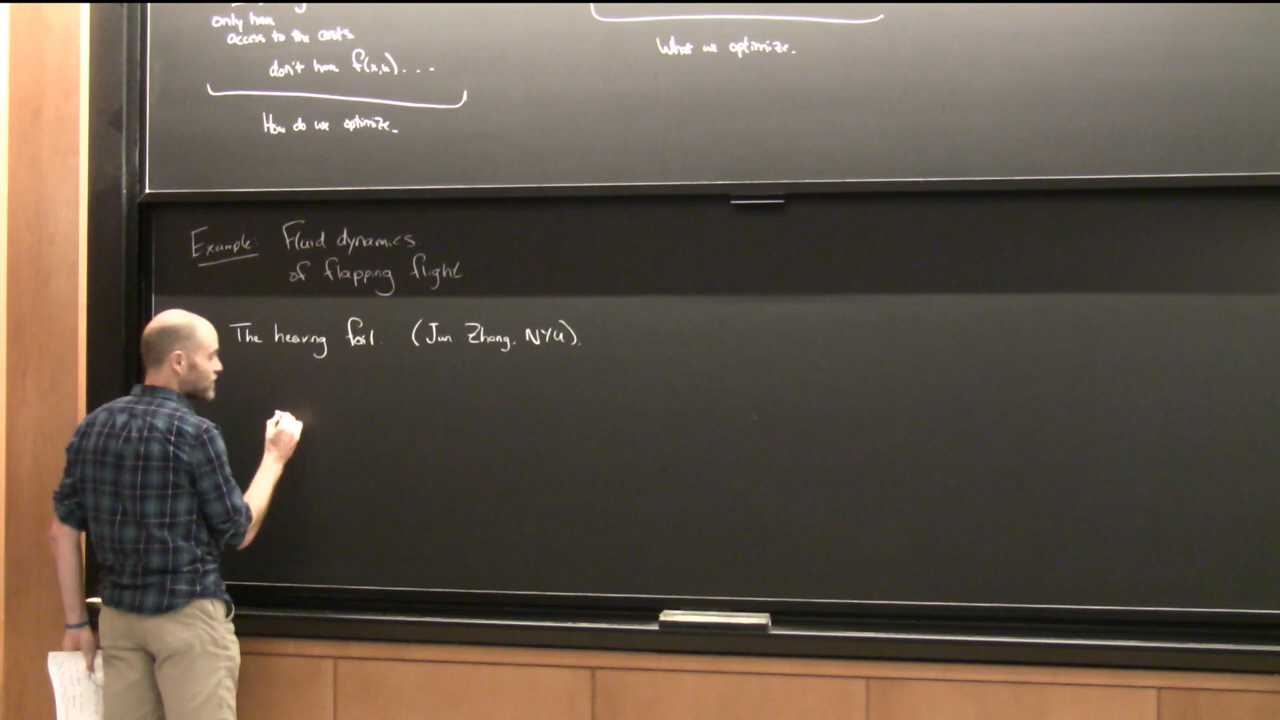 only have
access to the costs
don't have f(x,u)...
How do we optimize.
What we optimize.
Example: Fluid dynamics
of flapping flight
The heaving foil. (Jun Zhang, NYU).